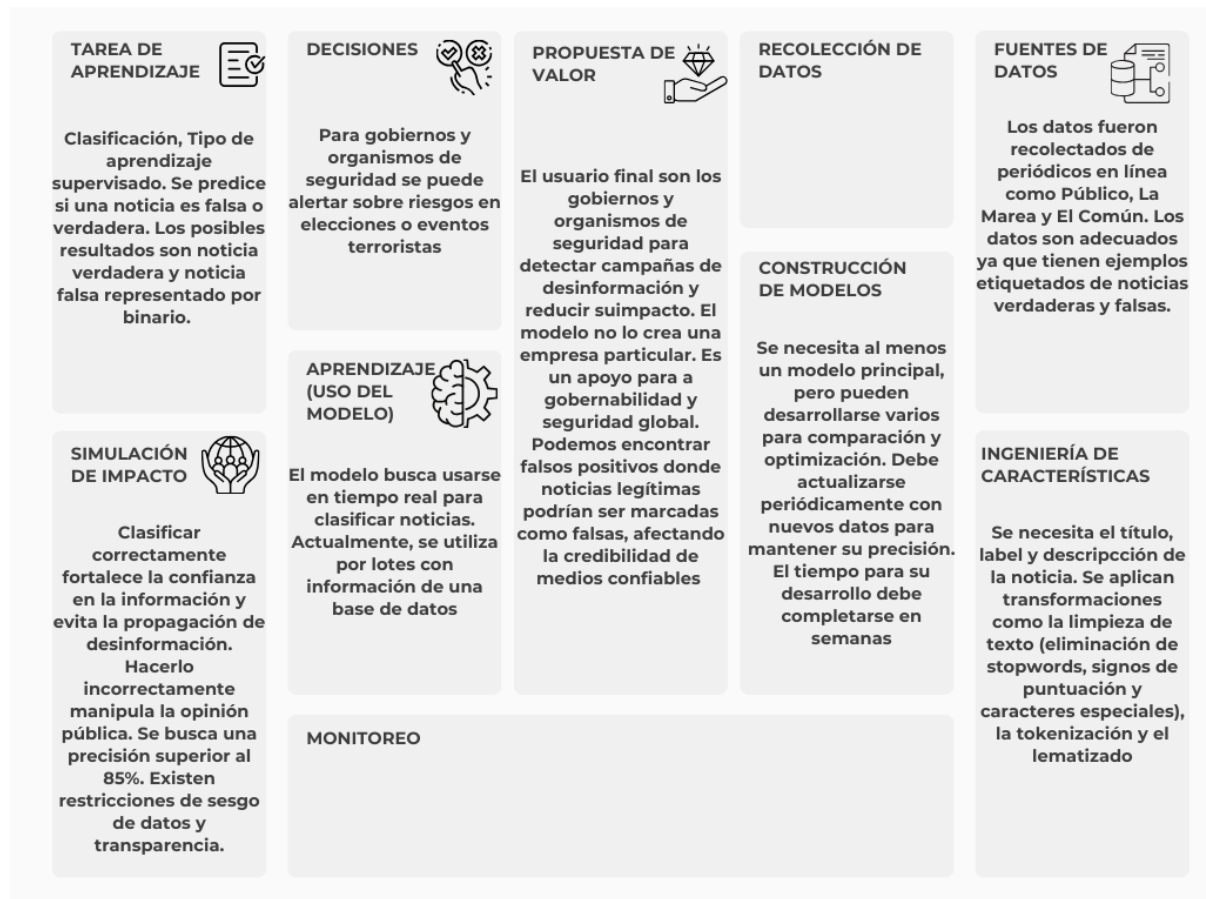 TAREA DE
APRENDIZAJE
Clasificación, Tipo de
aprendizaje
supervisado. Se predice
si una noticia es falsa o
verdadera. Los posibles
resultados son noticia
verdadera y noticia
falsa representado por
binario.
SIMULACIÓN
DE IMPACTO
Clasificar
correctamente
fortalece la confianza
en la información y
evita la propagación de
desinformación.
Hacerlo
incorrectamente
manipula la opinión
pública. Se busca una
precisión superior al
85%. Existen
restricciones de sesgo
de datos y
transparencia.
DECISIONES
Para gobiernos y
organismos de
seguridad se puede
alertar sobre riesgos en
elecciones o eventos
terroristas
APRENDIZAJE
(USO DEL
MODELO)
El modelo busca usarse
en tiempo real para
clasificar noticias.
Actualmente, se utiliza
por lotes con
información de una
base de datos
PROPUESTA DE
VALOR
El usuario final son los
gobiernos y
organismos de
seguridad para
detectar campañas de
desinformación y
reducir suimpacto. El
modelo no lo crea una
empresa particular. Es
un apoyo para a
gobernabilidad y
seguridad global.
Podemos encontrar
falsos positivos donde
noticias legítimas
podrían ser marcadas
como falsas, afectando
la credibilidad de
medios confiables
RECOLECCIÓN DE
DATOS
CONSTRUCCIÓN
DE MODELOS
Se necesita al menos
un modelo principal,
pero pueden
desarrollarse varios
para comparación y
optimización. Debe
actualizarse
periódicamente con
nuevos datos para
mantener su precisión.
El tiempo para su
desarrollo debe
completarse en
semanas
FUENTES DE
DATOS
Los datos fueron
recolectados de
periódicos en línea
como Público, La
Marea y El Común. Los
datos son adecuados
ya que tienen ejemplos
etiquetados de noticias
verdaderas y falsas.
INGENIERÍA DE
CARACTERÍSTICAS
Se necesita el título,
label y descripcción de
la noticia. Se aplican
transformaciones
como la limpieza de
texto (eliminación de
stopwords, signos de
puntuación y
caracteres especiales),
la tokenización y el
lematizado
MONITOREO